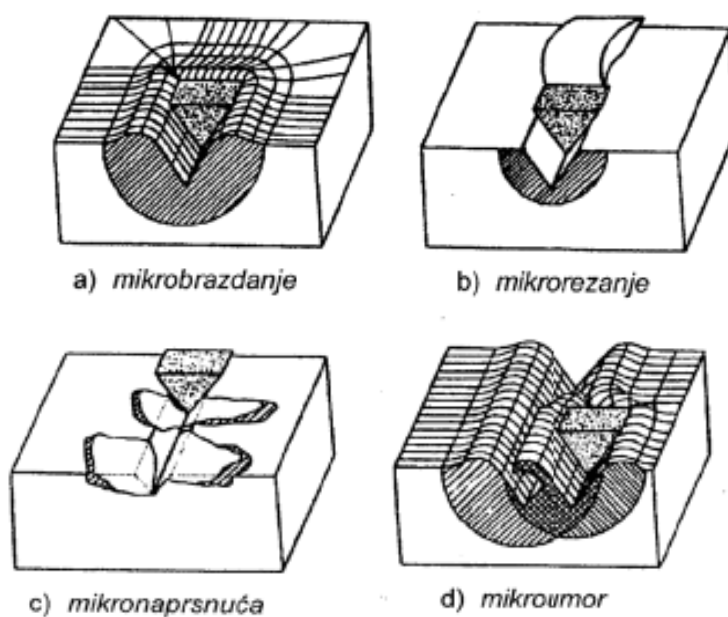 a) mikrobrazdanje
b) mikrorezanje
c) mikronaprsnuća
d) mikroumor